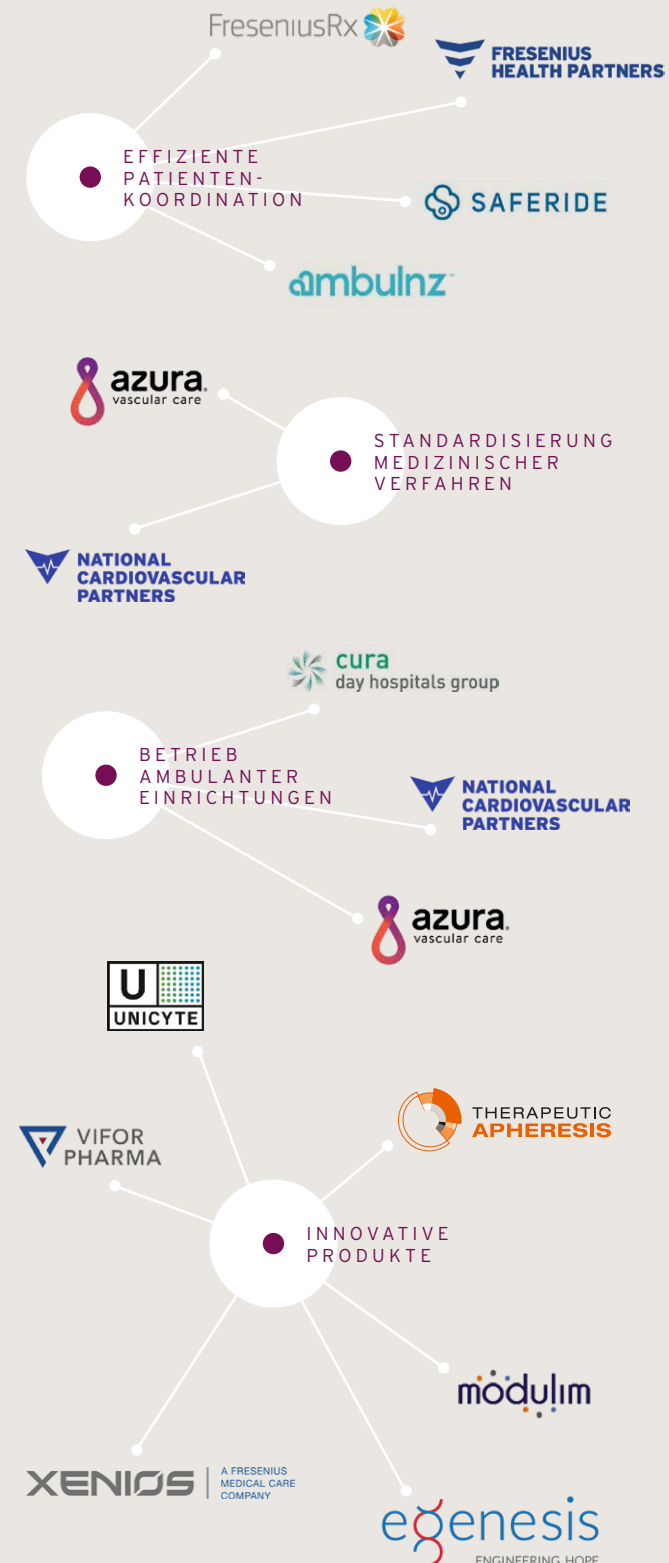 FreseniusRx
FRESENIUS
HEALTH PARTNERS
EFFIZIENTE
PATIENTEN-
KOORDINATION
SAFERIDE
ambulnz
azura.
vascular care
STANDARDISIERUNG
MEDIZINISCHER
VERFAHREN
NATIONAL
CARDIOVASCULAR
PARTNERS
cura
day hospitals group
BETRIEB
AMBULANTER
EINRICHTUNGEN
NATIONAL
CARDIOVASCULAR
PARTNERS
azura.
vascular care
U
UNICYTE
THERAPEUTIC
APHERESIS
VIFOR
PHARMA
INNOVATIVE
PRODUKTE
modulim
XENIOS
A FRESENIUS
MEDICAL CARE
COMPANY
egenesis
ENGINEERING HOPE